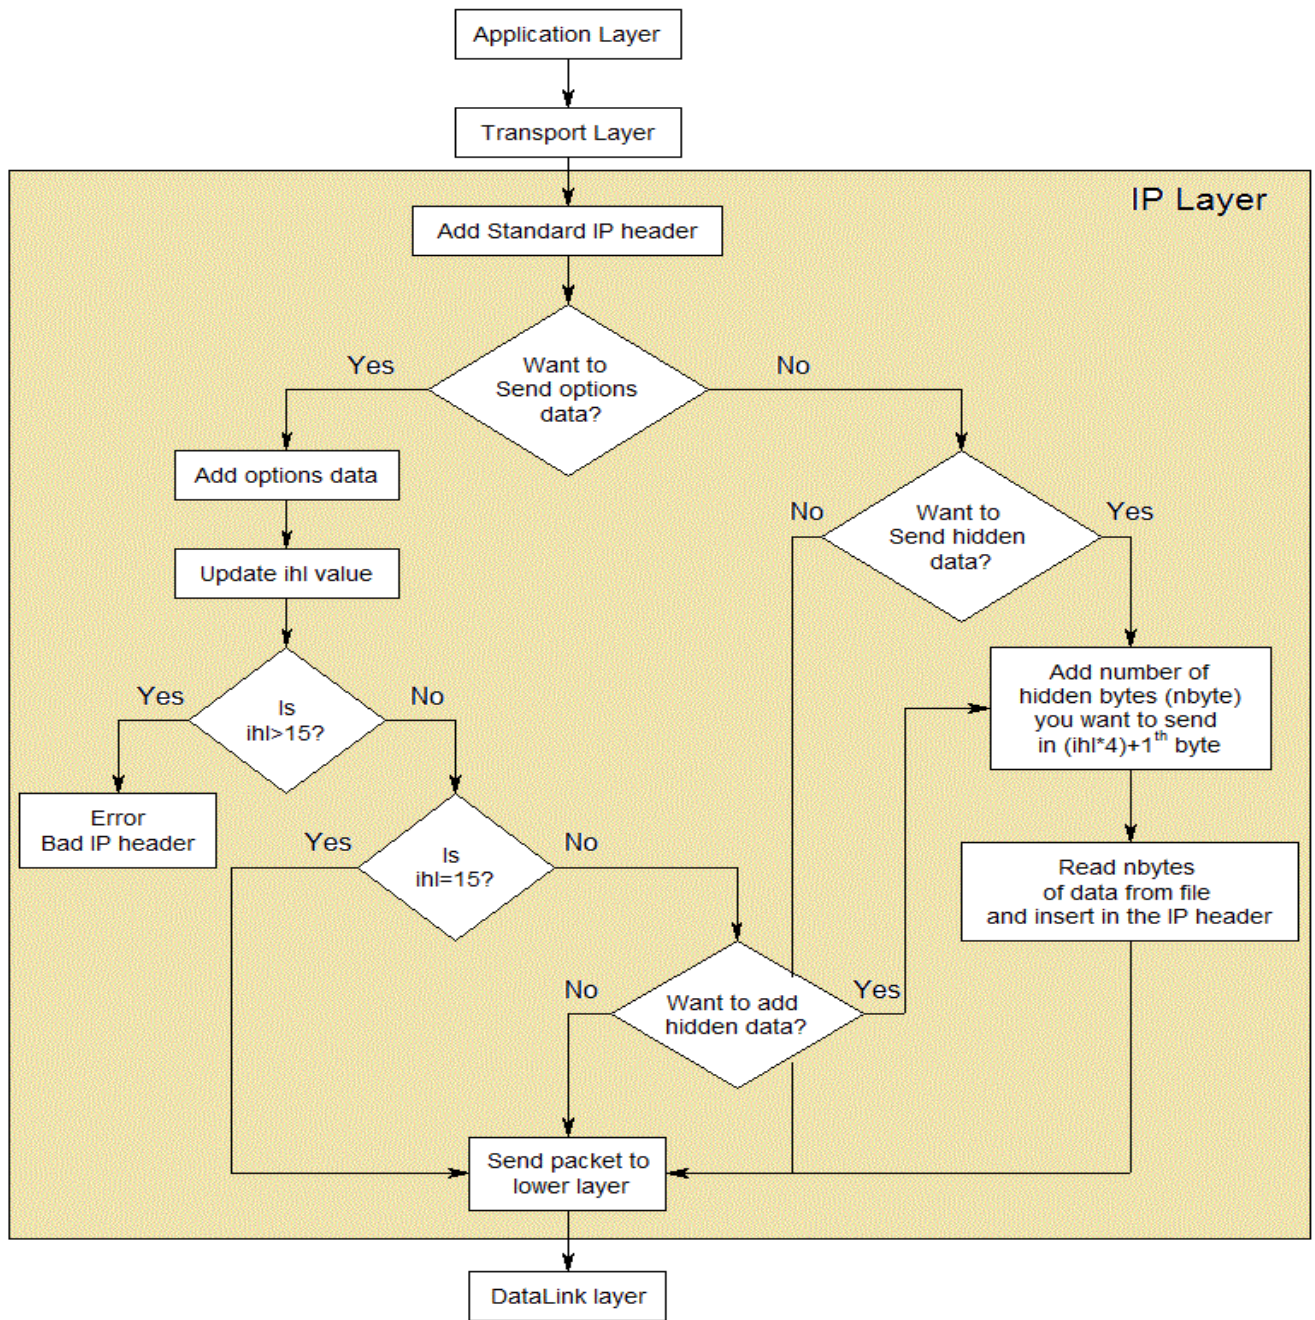 Application Layer
Transport Layer
IP Layer
Add Standard IP header
Want to
Send options
data?
Yes
No
Add options data
Want to
Send hidden
data?
No
Yes
Update ihl value
Is
ihl>15?
Yes
No
Add number of
hidden bytes (nbyte)
you want to send
in (ihl*4)+1th byte
Error
Bad IP header
Is
ihl=15?
Yes
No
Read nbytes
of data from file
and insert in the IP header
Want to add
hidden data?
No
Yes
Send packet to
lower layer
DataLink layer